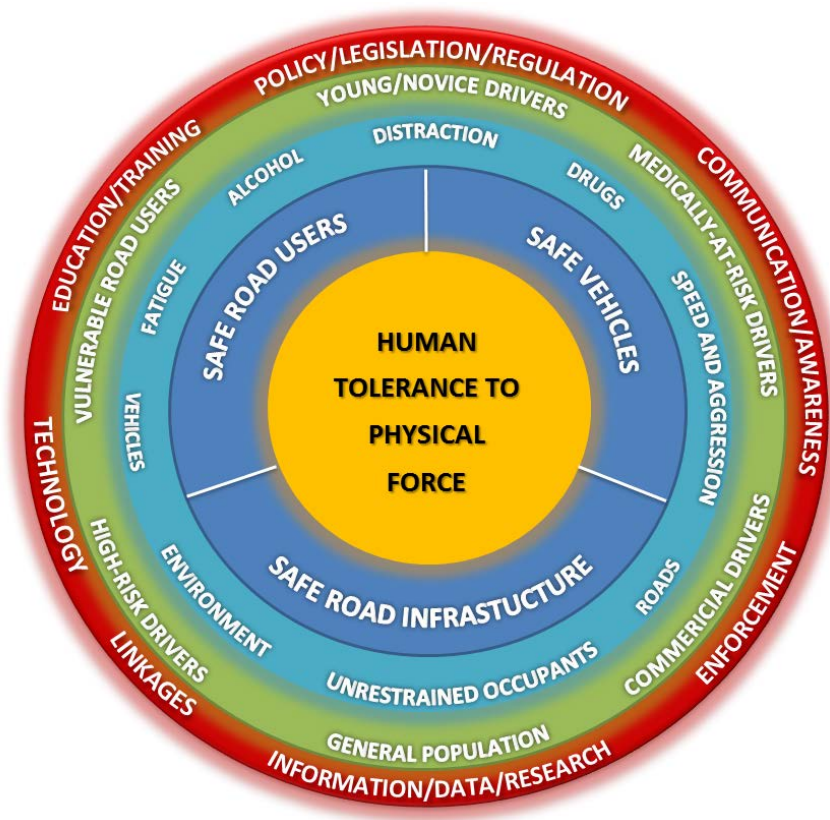 POLICY/LEGISLATION/REGULATION
COMMUNICATION/AWARENESS
ENFORCEMENT
INFORMATION/DATA/RESEARCH
LINKAGES
TECHNOLOGY
EDUCATION/TRAINING
YOUNG/NOVICE DRIVERS
MEDICALLY-AT-RISK DRIVERS
COMMERICIAL DRIVERS
GENERAL POPULATION
HIGH-RISK DRIVERS
VULNERABLE ROAD USERS
DISTRACTION
DRUGS
SPEED AND AGGRESSION
ROADS
UNRESTRAINED OCCUPANTS
ENVIRONMENT
VEHICLES
FATIGUE
ALCOHOL
SAFE ROAD USERS
SAFE VEHICLES
SAFE ROAD INFRASTUCTURE
HUMAN
TOLERANCE TO
PHYSICAL
FORCE